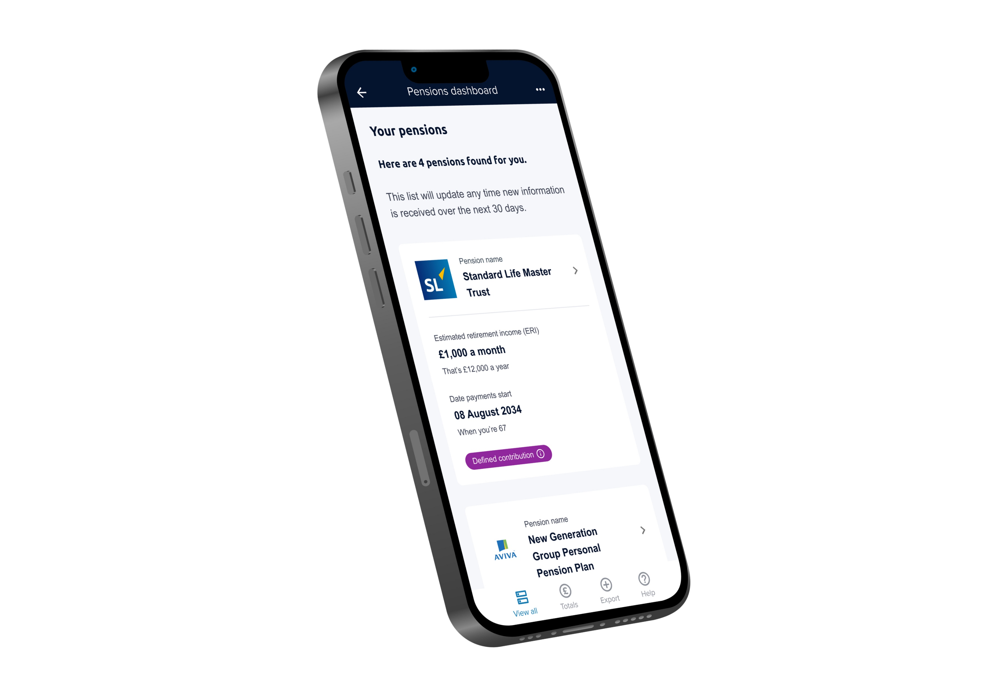 Pensions dashboard
Your pensions
Here are 4 pensions found for you.
This list will update any time new information
is received over the next 30 days.
SL
Pension name
Standard Life Master
Trust
Estimated retirement income (ERI)
£1,000 a month
That's £12,000 a year
Date payments start
08 August 2034
When you're 67
Defined contribution
AVIVA
Pension name
New Generation
Group Personal
Pension Plan
View all
Totals
Export
Help